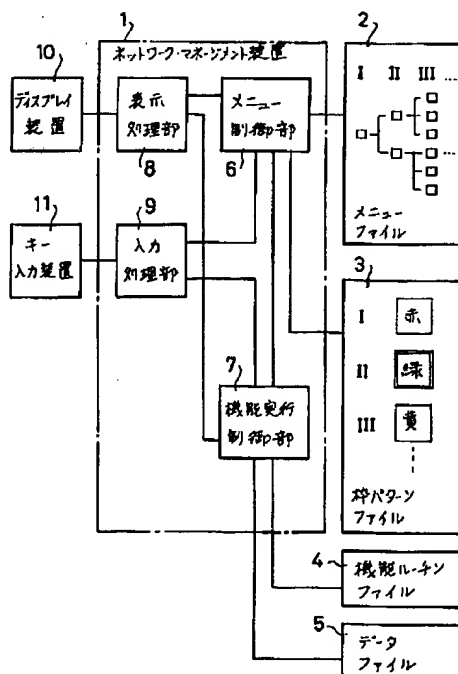 1
ネットワーク・マネージメント装置
10
ディスプレイ
装置
表示
処理部
8
メニュー
制御部
6
2
I II III ....
....
メニュー
ファイル
11
キー
入力装置
9
入力
処理部
7
機能実行
制御部
3
I 赤
II 緑
III 黄
枠パターン
ファイル
4
機能ルーチン
ファイル
5
データ
ファイル